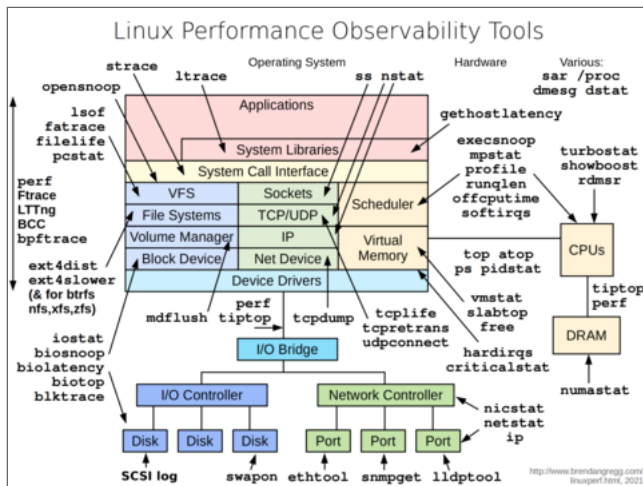 Linux Performance Observability Tools
Operating System
Hardware
Various:
sar /proc
dmesg dstat
strace
opensnoop
ltrace
ss nstat
lsof
fatrace
filelife
pcstat
gethostlatency
Applications
System Libraries
System Call Interface
VFS
Sockets
Scheduler
File Systems
TCP/UDP
Volume Manager
IP
Virtual
Memory
Block Device
Net Device
Device Drivers
perf
Ftrace
LTTng
BCC
bpftrace
execsnoop
mpstat
profile
runqlen
offcputime
softirqs
turbostat
showboost
rdmsr
CPUs
top atop
ps pidstat
ext4dist
ext4slower
(& for btrfs
nfs,xfs,zfs)
mdflush
perf
tiptop
tcpdump
tcplife
tcpretrans
udpconnect
vmstat
slabtop
free
tiptop
perf
DRAM
hardirqs
criticalstat
numastat
iostat
biosnoop
biolatency
biotop
blktrace
I/O Bridge
I/O Controller
Network Controller
nicstat
netstat
ip
Disk
Disk
Disk
Port
Port
Port
SCSI log
swapon
ethtool
snmpget
lldptool
http://www.brendangregg.com/
linuxperf.html, 2021